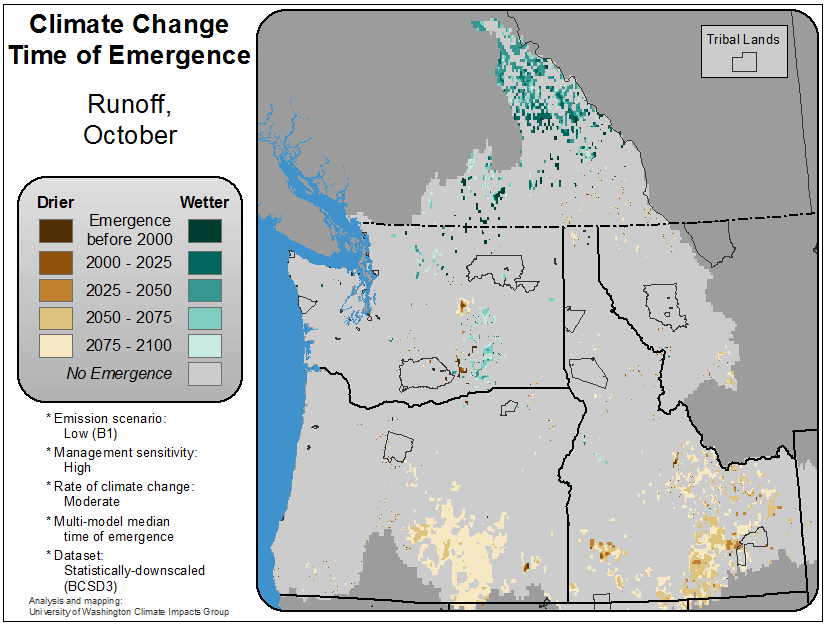 Climate Change
Time of Emergence
Runoff,
October
Tribal Lands
Drier Wetter
Emergence
before 2000
2000 - 2025
2025 - 2050
2050 - 2075
2075 - 2100
No Emergence
* Emission scenario:
Low (B1)
* Management sensitivity:
High
* Rate of climate change:
Moderate
* Multi-model median
time of emergence
* Dataset:
Statistically-downscaled
(BCSD3)
Analysis and mapping:
University of Washington Climate Impacts Group